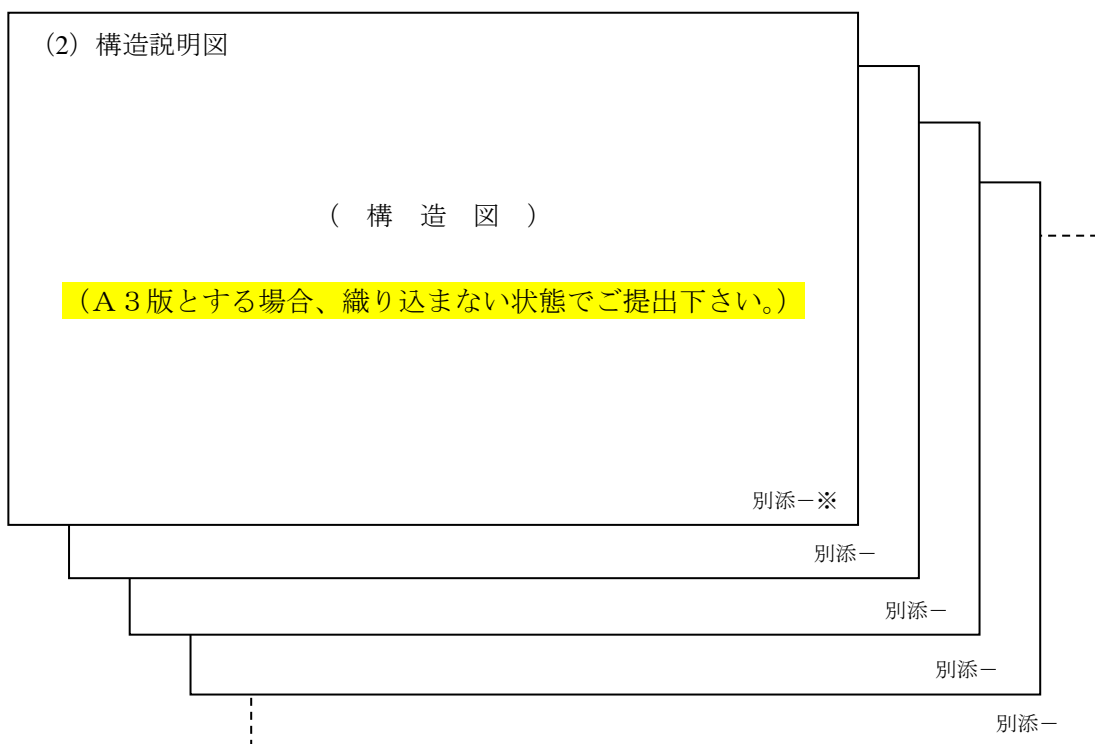 （2）構造説明図
（　構　造　図　）
（A３版とする場合、織り込まない状態でご提出下さい。）
別添－※
別添－
別添－
別添－
別添－